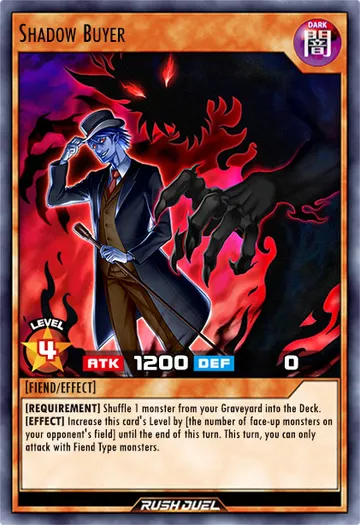 SHADOW BUYER
DARK
闇
LEVEL
4
ATK 1200 DEF 0
[FIEND/EFFECT]
[REQUIREMENT] Shuffle 1 monster from your Graveyard into the Deck.
[EFFECT] Increase this card's Level by [the number of face-up monsters on
your opponent's field] until the end of this turn. This turn, you can only
attack with Fiend Type monsters.
RUSH DUEL